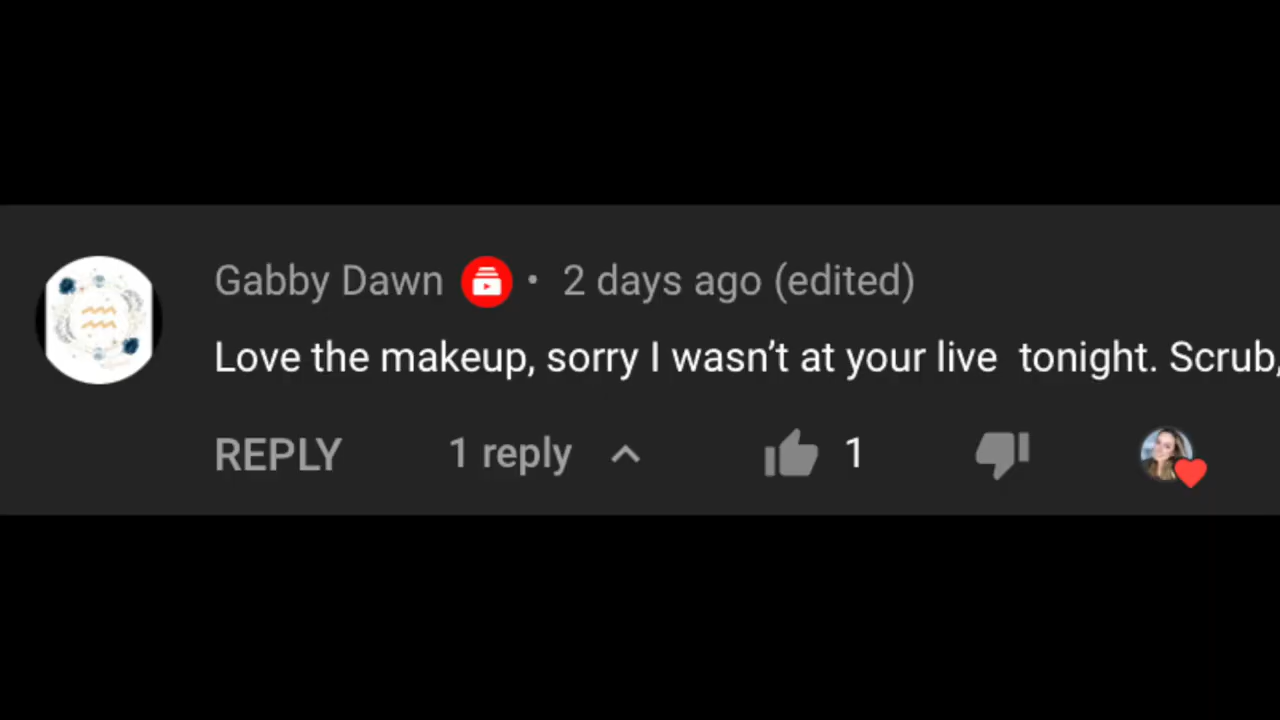 Gabby Dawn • 2 days ago (edited)
Love the makeup, sorry I wasn’t at your live  tonight. Scrub,
REPLY 1 reply 1